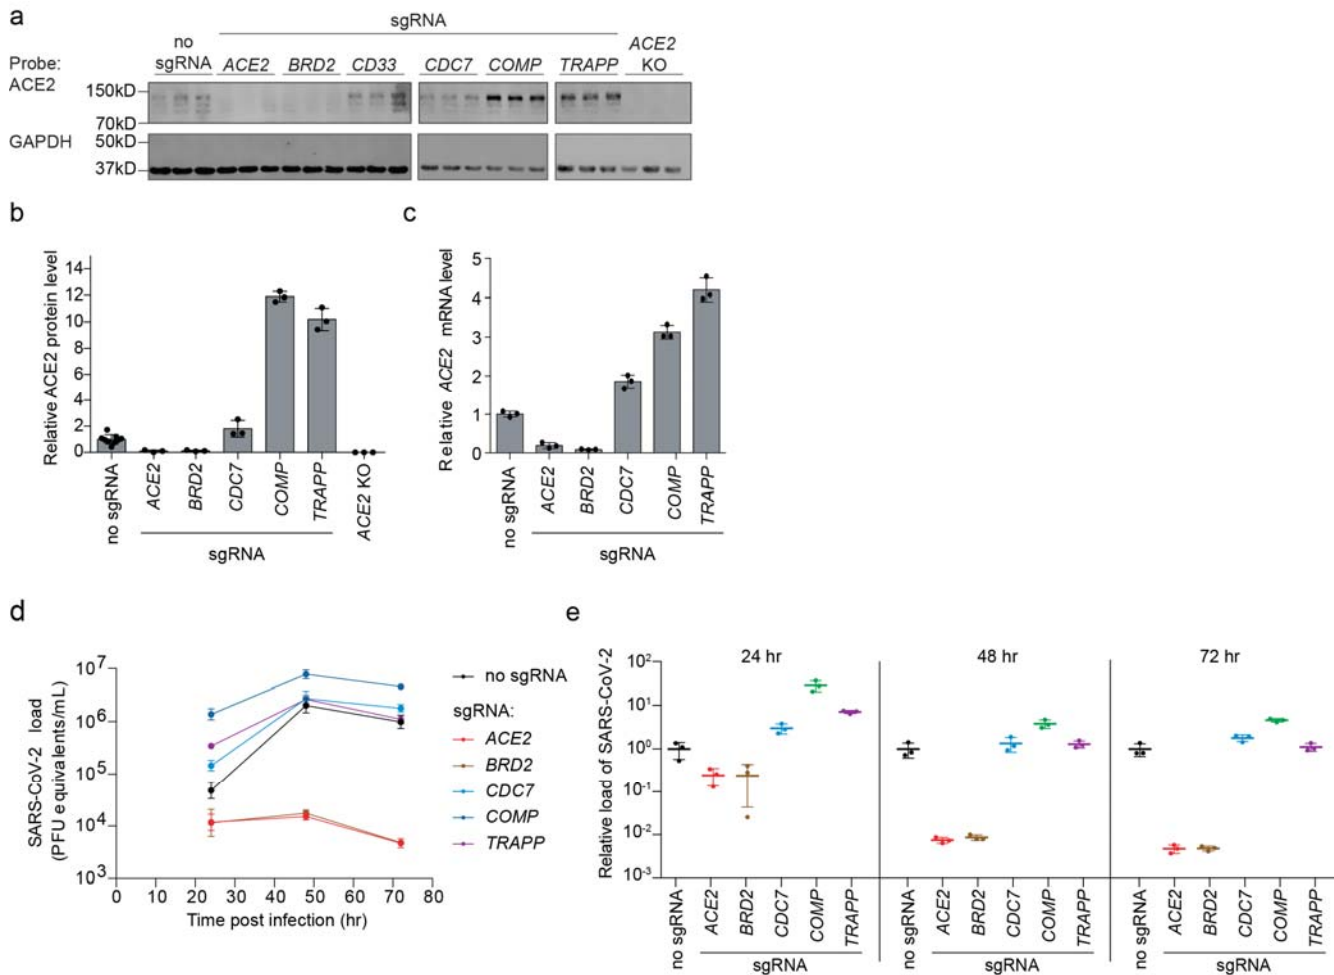 a
sgRNA
no sgRNA ACE2 BRD2 CD33 CDC7 COMP TRAPP ACE2 KO
Probe:
ACE2
150kD
70kD
GAPDH
50kD
37kD
b
Relative ACE2 protein level
14
12
10
8
6
4
2
0
no sgRNA
ACE2
BRD2
CDC7
COMP
TRAPP
ACE2 KO
sgRNA
c
Relative ACE2 mRNA level
5
4
3
2
1
0
no sgRNA
ACE2
BRD2
CDC7
COMP
TRAPP
sgRNA
d
SARS-CoV-2 load
(PFU equivalents/mL)
10⁷
10⁶
10⁵
10⁴
10³
0 10 20 30 40 50 60 70 80
Time post infection (hr)
no sgRNA
sgRNA:
ACE2
BRD2
CDC7
COMP
TRAPP
e
Relative load of SARS-CoV-2
10²
10¹
10⁰
10⁻¹
10⁻²
10⁻³
24 hr 48 hr 72 hr
no sgRNA
ACE2
BRD2
CDC7
COMP
TRAPP
sgRNA
no sgRNA
ACE2
BRD2
CDC7
COMP
TRAPP
sgRNA
no sgRNA
ACE2
BRD2
CDC7
COMP
TRAPP
sgRNA